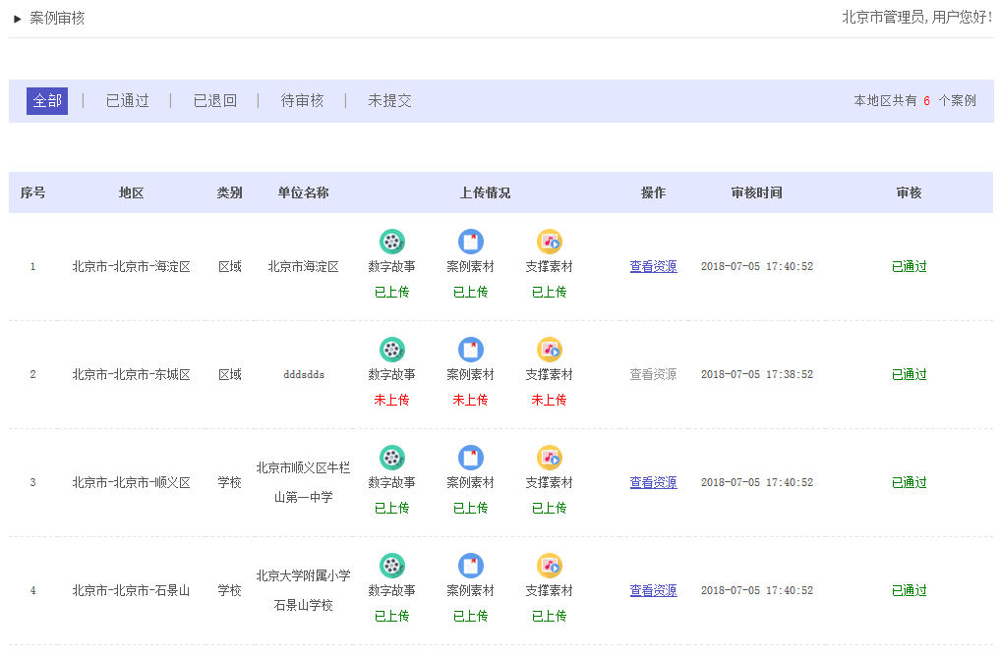 案例审核
北京市管理员,用户您好!
全部 | 已通过 | 已退回 | 待审核 | 未提交
本地区共有 6 个案例
序号 地区 类别 单位名称 上传情况 操作 审核时间 审核
1 北京市-北京市-海淀区 区域 北京市海淀区 数字故事 案例素材 支撑素材 查看资源 2018-07-05 17:40:52 已通过
已上传 已上传 已上传
2 北京市-北京市-东城区 区域 dddsdds 数字故事 案例素材 支撑素材 查看资源 2018-07-05 17:38:52 已通过
未上传 未上传 未上传
北京市顺义区牛栏
3 北京市-北京市-顺义区 学校 数字故事 案例素材 支撑素材 查看资源 2018-07-05 17:40:52 已通过
山第一中学
已上传 已上传 已上传
北京大学附属小学
4 北京市-北京市-石景山 学校 数字故事 案例素材 支撑素材 查看资源 2018-07-05 17:40:52 已通过
石景山学校
已上传 已上传 已上传